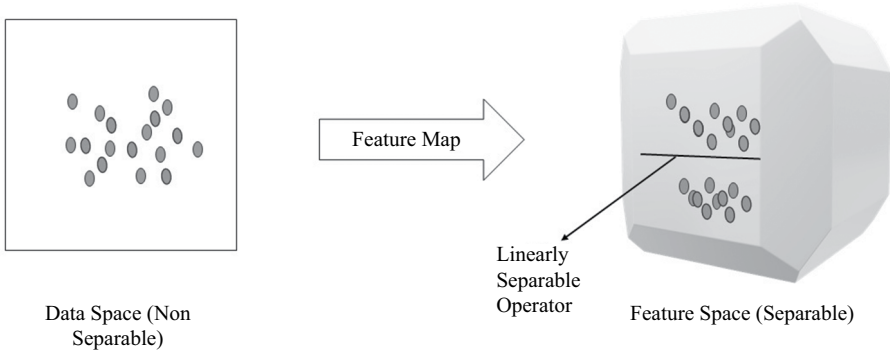 Feature Map
Linearly
Separable
Operator
Data Space (Non
Separable)
Feature Space (Separable)